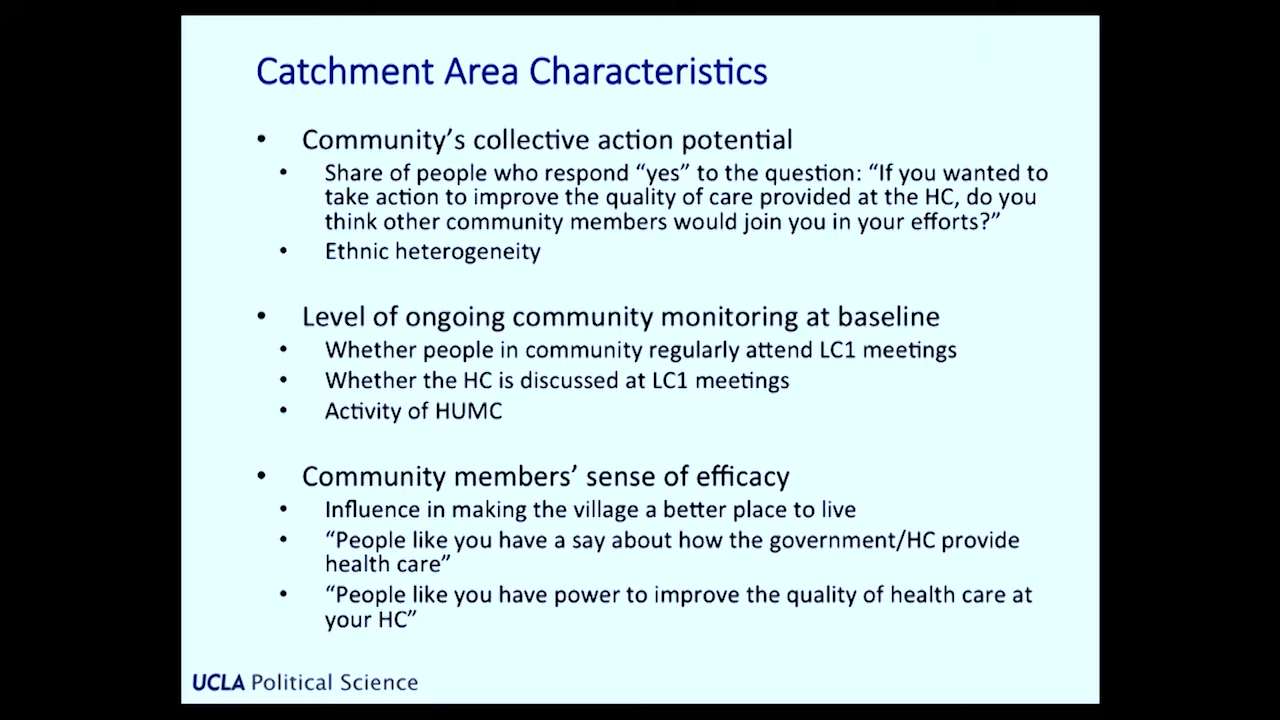 Catchment Area Characteristics
• Community’s collective action potential
• Share of people who respond “yes” to the question: “If you wanted to
take action to improve the quality of care provided at the HC, do you
think other community members would join you in your efforts?”
• Ethnic heterogeneity
• Level of ongoing community monitoring at baseline
• Whether people in community regularly attend LC1 meetings
• Whether the HC is discussed at LC1 meetings
• Activity of HUMC
• Community members’ sense of efficacy
• Influence in making the village a better place to live
• “People like you have a say about how the government/HC provide
health care”
• “People like you have power to improve the quality of health care at
your HC”
UCLA Political Science